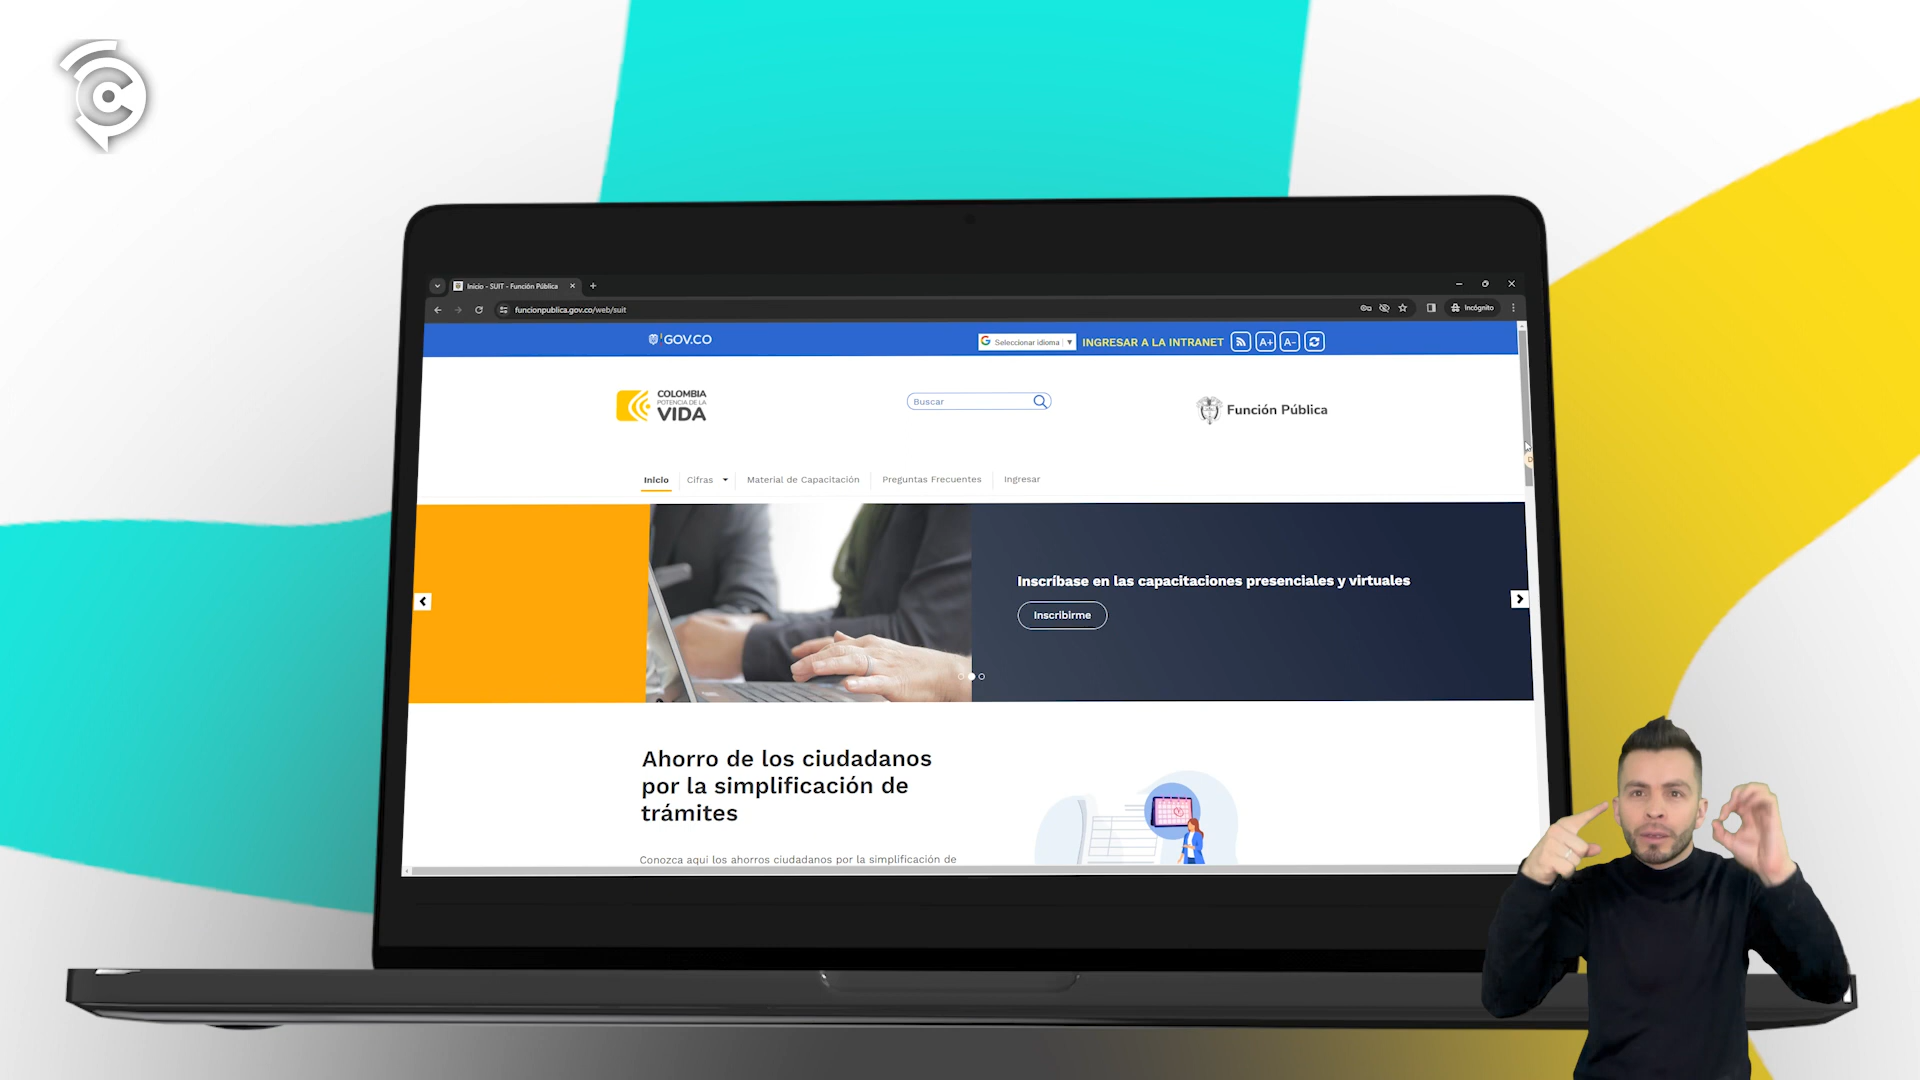 Inicio - SUIT - Función Pública
funcionpublica.gov.co/web/suit
Incógnito
GOV.CO
Seleccionar idioma
INGRESAR A LA INTRANET
A+
A-
COLOMBIA
POTENCIA DE LA
VIDA
Buscar
Función Pública
Inicio
Cifras
Material de Capacitación
Preguntas Frecuentes
Ingresar
Inscríbase en las capacitaciones presenciales y virtuales
Inscribirme
Ahorro de los ciudadanos
por la simplificación de
trámites
Conozca aqui los ahorros ciudadanos por la simplificación de